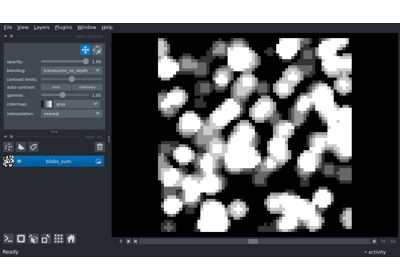 File View Layers Plugins Window Help
opacity: 1.00
blending: translucent_no_depth
contrast limits:
auto-contrast: once continuous
gamma: 1.00
colormap: gray
interpolation: nearest
blobs_sum
Ready
activity